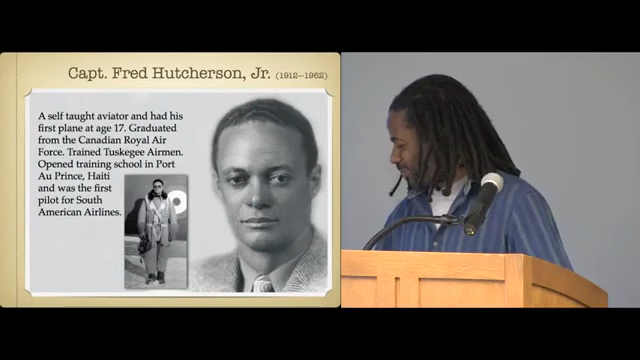 Capt. Fred Hutcherson, Jr. (1912–1962)
A self taught aviator and had his
first plane at age 17. Graduated
from the Canadian Royal Air
Force. Trained Tuskegee Airmen.
Opened training school in Port
Au Prince, Haiti
and was the first
pilot for South
American Airlines.